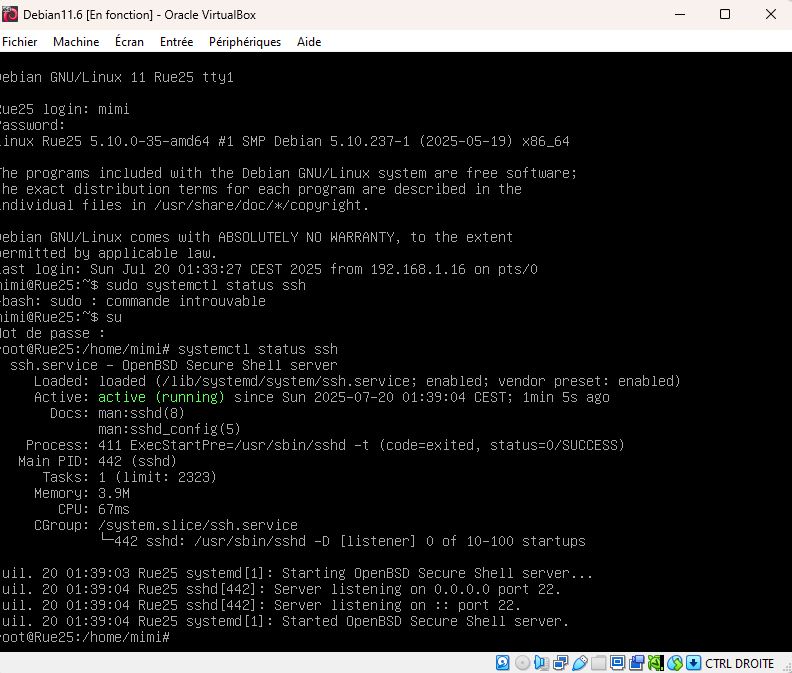 Debian11.6 [En fonction] - Oracle VirtualBox
Fichier Machine Écran Entrée Périphériques Aide
ebian GNU/Linux 11 Rue25 tty1
ue25 login: mimi
assword:
inux Rue25 5.10.0-35-amd64 #1 SMP Debian 5.10.237-1 (2025-05-19) x86_64
he programs included with the Debian GNU/Linux system are free software;
he exact distribution terms for each program are described in the
individual files in /usr/share/doc/*/copyright.
ebian GNU/Linux comes with ABSOLUTELY NO WARRANTY, to the extent
permitted by applicable law.
ast login: Sun Jul 20 01:33:27 CEST 2025 from 192.168.1.16 on pts/0
mimi@Rue25:~$ sudo systemctl status ssh
-bash: sudo : commande introuvable
mimi@Rue25:~$ su
Mot de passe :
root@Rue25:/home/mimi# systemctl status ssh
ssh.service - OpenBSD Secure Shell server
Loaded: loaded (/lib/systemd/system/ssh.service; enabled; vendor preset: enabled)
Active: active (running) since Sun 2025-07-20 01:39:04 CEST; 1min 5s ago
Docs: man:sshd(8)
man:sshd_config(5)
Process: 411 ExecStartPre=/usr/sbin/sshd -t (code=exited, status=0/SUCCESS)
Main PID: 442 (sshd)
Tasks: 1 (limit: 2323)
Memory: 3.9M
CPU: 67ms
CGroup: /system.slice/ssh.service
└─442 sshd: /usr/sbin/sshd -D [listener] 0 of 10-100 startups
uil. 20 01:39:03 Rue25 systemd[1]: Starting OpenBSD Secure Shell server...
uil. 20 01:39:04 Rue25 sshd[442]: Server listening on 0.0.0.0 port 22.
uil. 20 01:39:04 Rue25 sshd[442]: Server listening on :: port 22.
uil. 20 01:39:04 Rue25 systemd[1]: Started OpenBSD Secure Shell server.
root@Rue25:/home/mimi#
CTRL DROITE